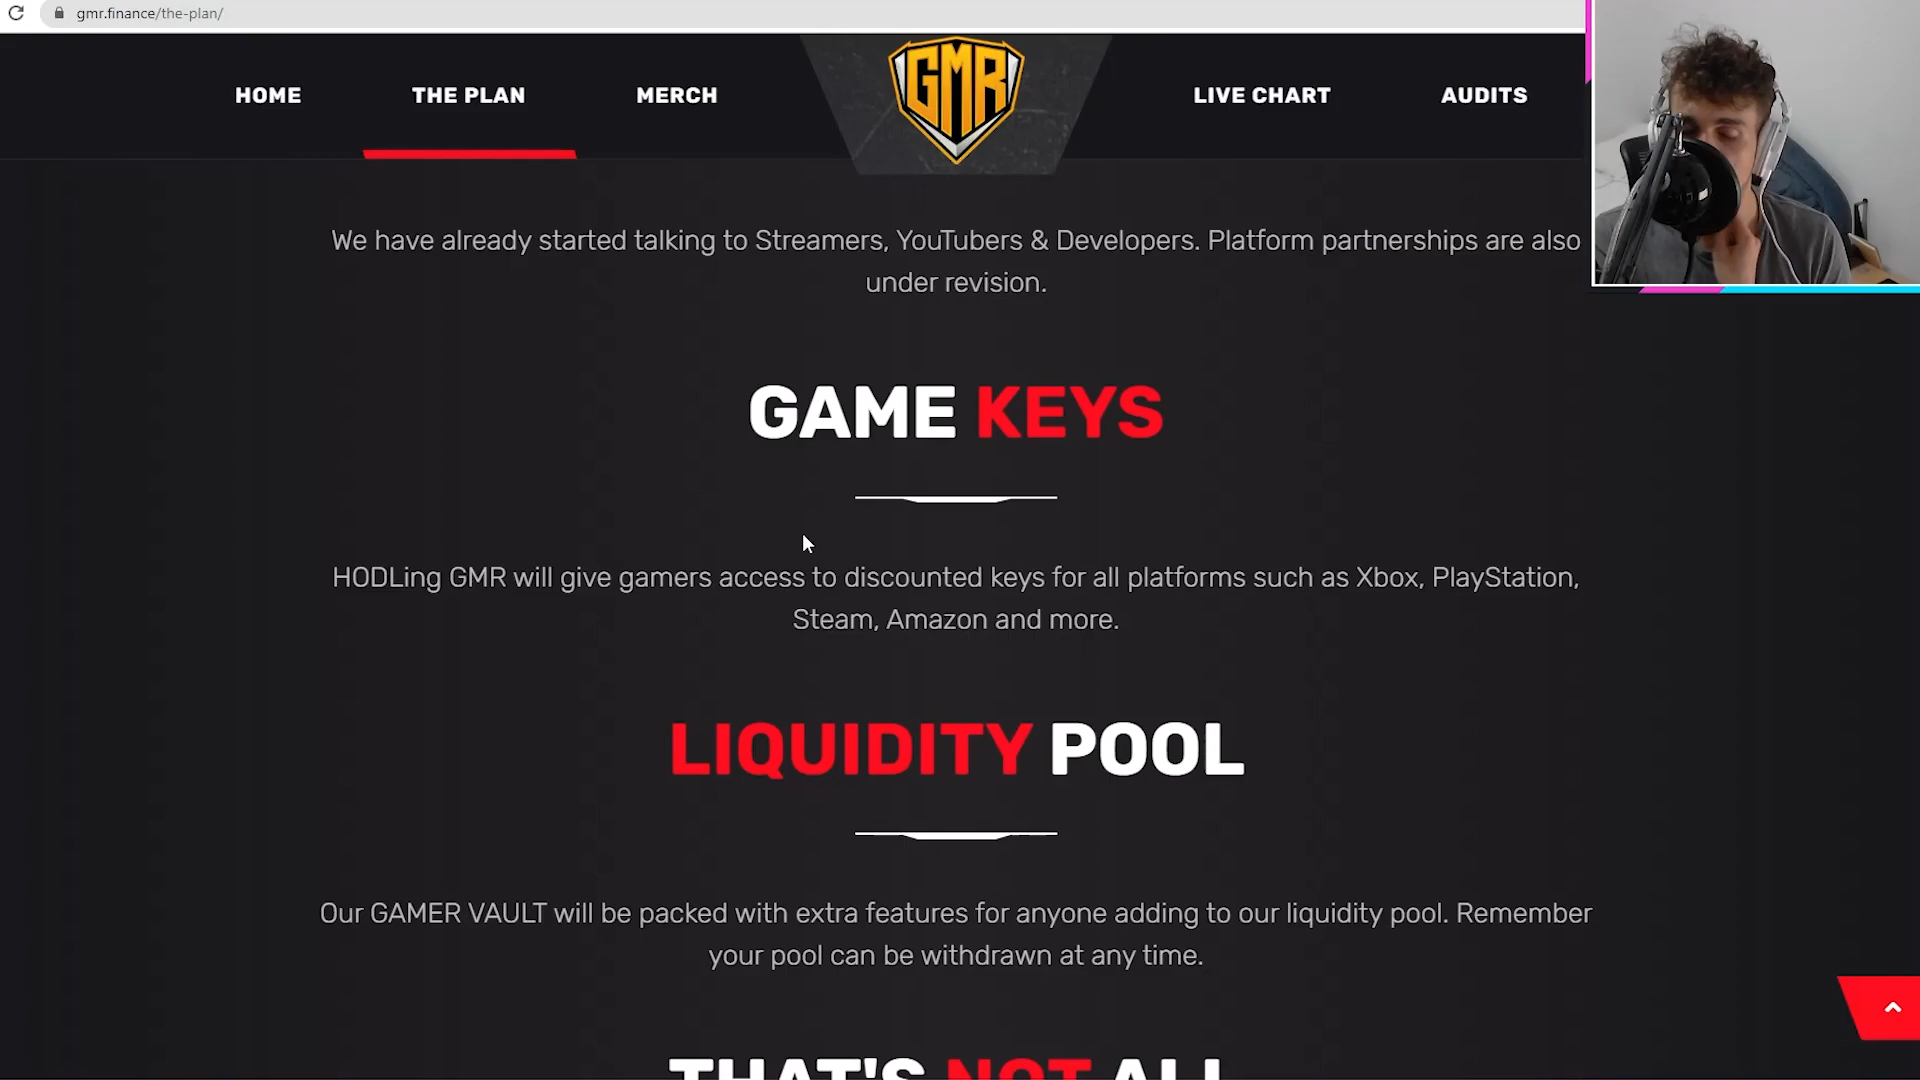 gmr.finance/the-plan/
HOME THE PLAN MERCH GMR LIVE CHART AUDITS
We have already started talking to Streamers, YouTubers & Developers. Platform partnerships are also
under revision.
GAME KEYS
HODLing GMR will give gamers access to discounted keys for all platforms such as Xbox, PlayStation,
Steam, Amazon and more.
LIQUIDITY POOL
Our GAMER VAULT will be packed with extra features for anyone adding to our liquidity pool. Remember
your pool can be withdrawn at any time.
THAT'S NOT ALL